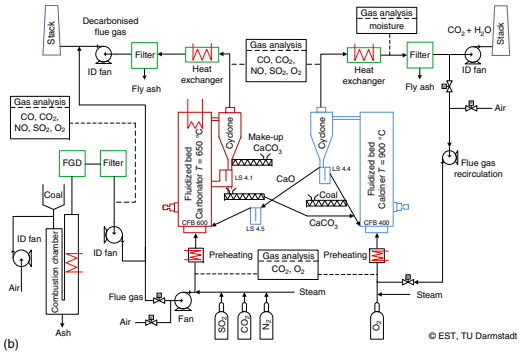 Stack
Decarbonised
flue gas
ID fan
Filter
Fly ash
Heat
exchanger
Gas analysis
CO, CO2,
NO, SO2, O2
Heat
exchanger
Gas analysis
moisture
Filter
Fly ash
CO2 + H2O
ID fan
Stack
Air
Flue gas
recirculation
Gas analysis
CO, CO2,
NO, SO2, O2
FGD
Filter
Coal
ID fan
Air
Combustion chamber
Ash
ID fan
Fluidized bed
Carbonator T = 650 °C
CFB 600
Cyclone
LS 4.1
Make-up
CaCO3
CaO
LS 4.5
Coal
CaCO3
Cyclone
LS 4.4
Fluidized bed
Calciner T = 900 °C
CFB 400
Preheating
Gas analysis
CO2, O2
Preheating
Flue gas
Air
Fan
Steam
SO2
CO2
N2
O2
Steam
© EST, TU Darmstadt
(b)